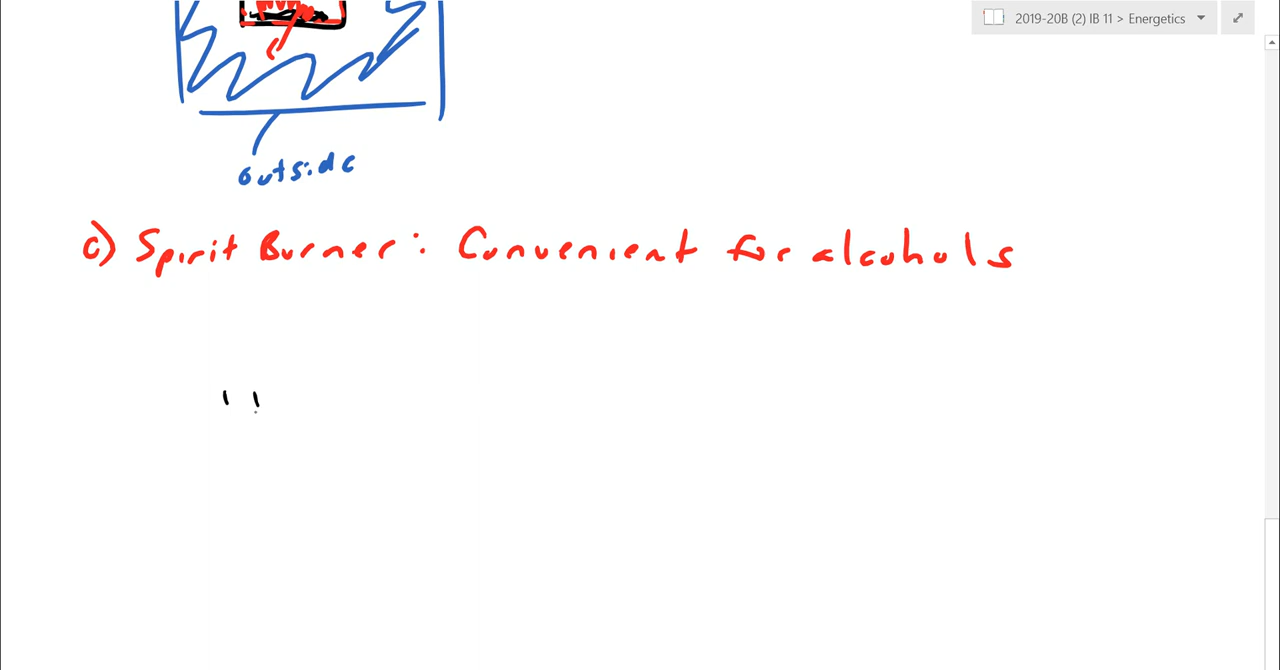 2019-20B (2) IB 11 > Energetics
outside
c) Spirit Burner: Convenient for alcohols